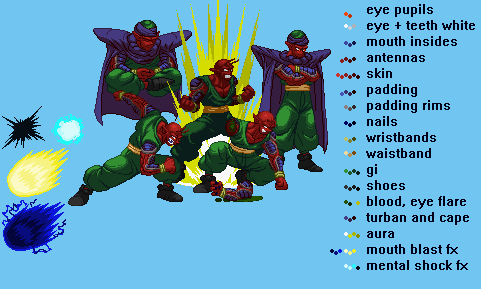 eye pupils
eye + teeth white
mouth insides
antennas
skin
padding
padding rims
nails
wristbands
waistband
gi
shoes
blood, eye flare
turban and cape
aura
mouth blast fx
mental shock fx